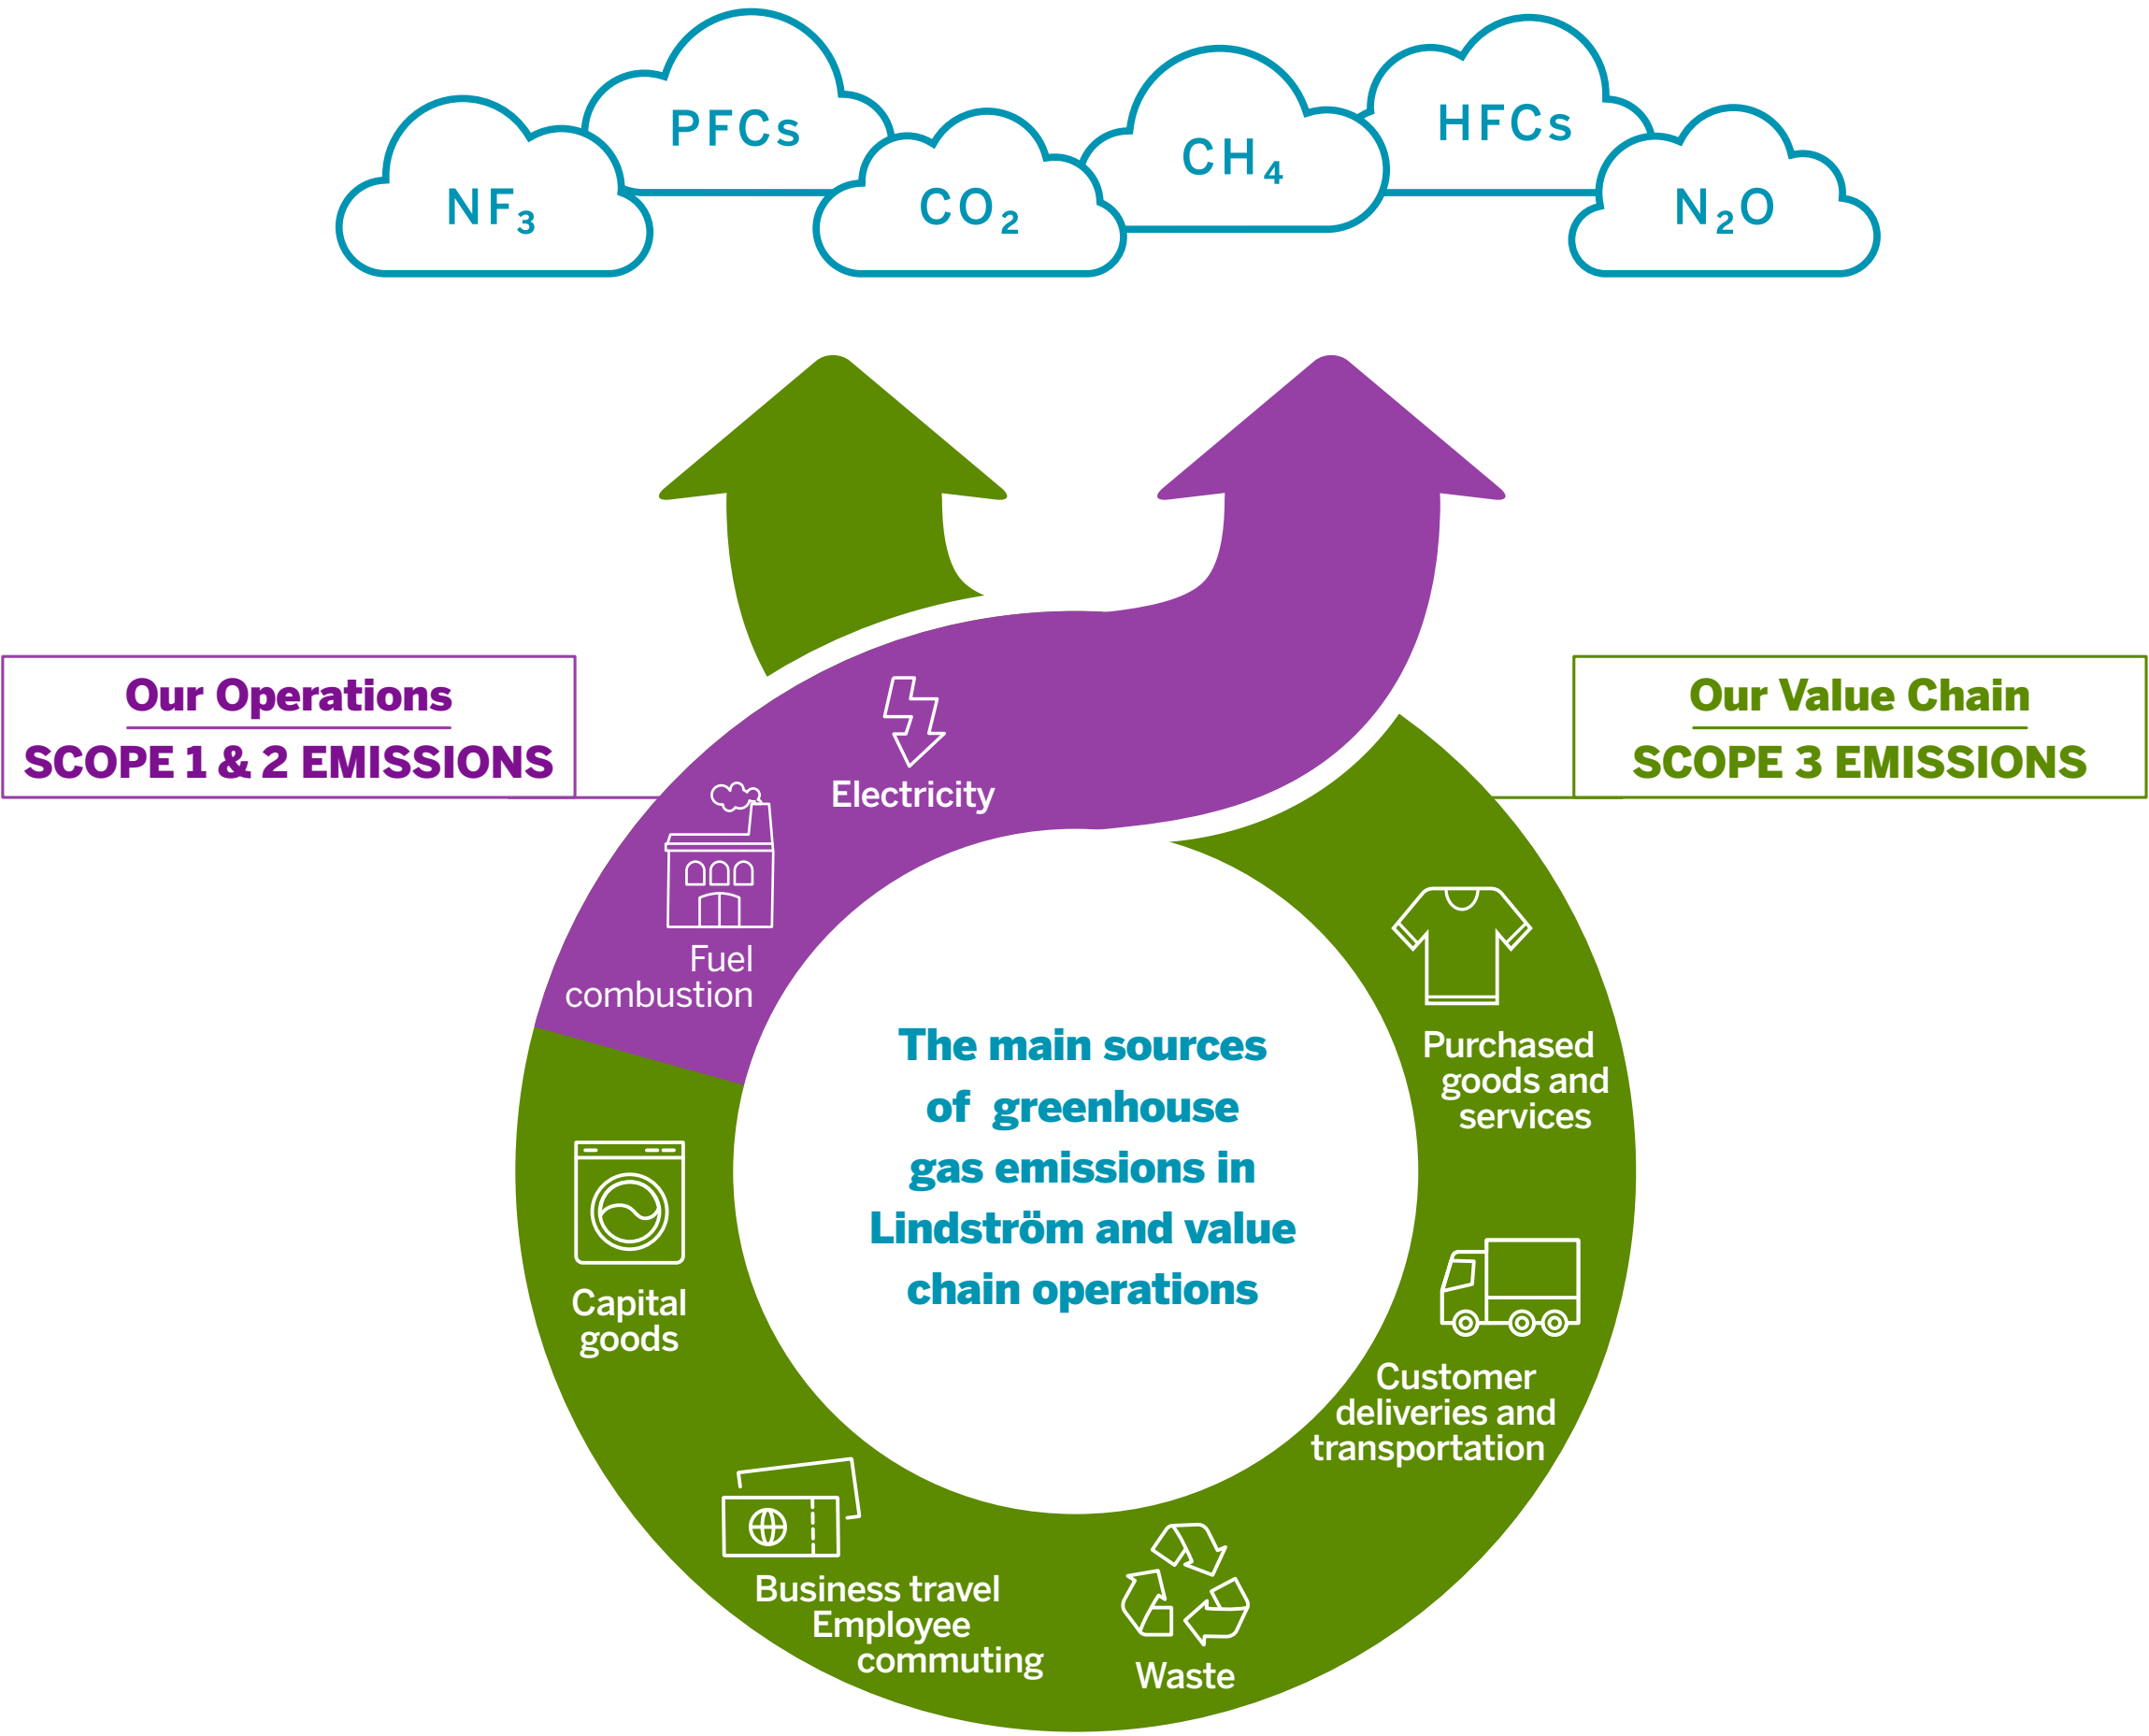 PFCs
HFCs
CH₄
NF₃
CO₂
N₂O
Our Operations
SCOPE 1 & 2 EMISSIONS
Our Value Chain
SCOPE 3 EMISSIONS
Electricity
Fuel
combustion
The main sources
of greenhouse
gas emissions in
Lindström and value
chain operations
Purchased
goods and
services
Capital
goods
Customer
deliveries and
transportation
Business travel
Employee
commuting
Waste